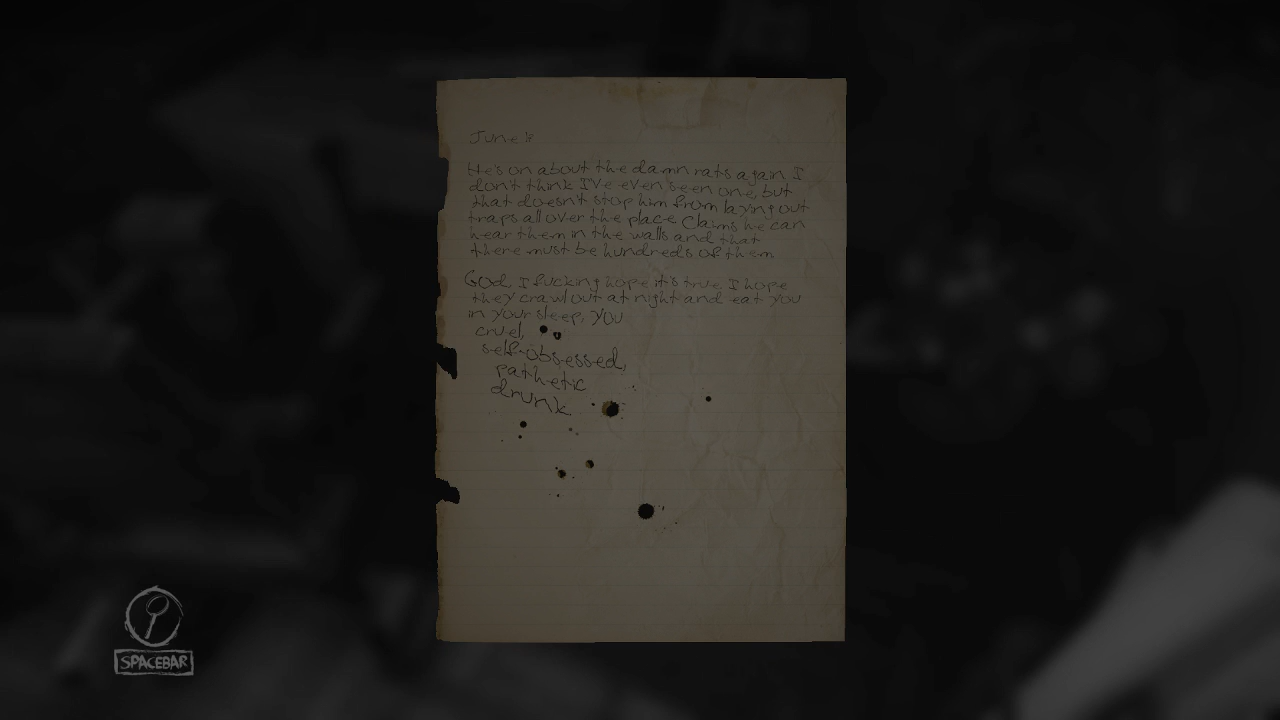 June 18
He's on about the damn rats again. I
don't think I've even seen one, but
that doesn't stop him from laying out
traps all over the place. Claims he can
hear them in the walls and that
there must be hundreds of them.
God, I fucking hope it's true. I hope
they crawl out at night and eat you
in your sleep, you
cruel,
self-obsessed,
pathetic
drunk.
SPACEBAR